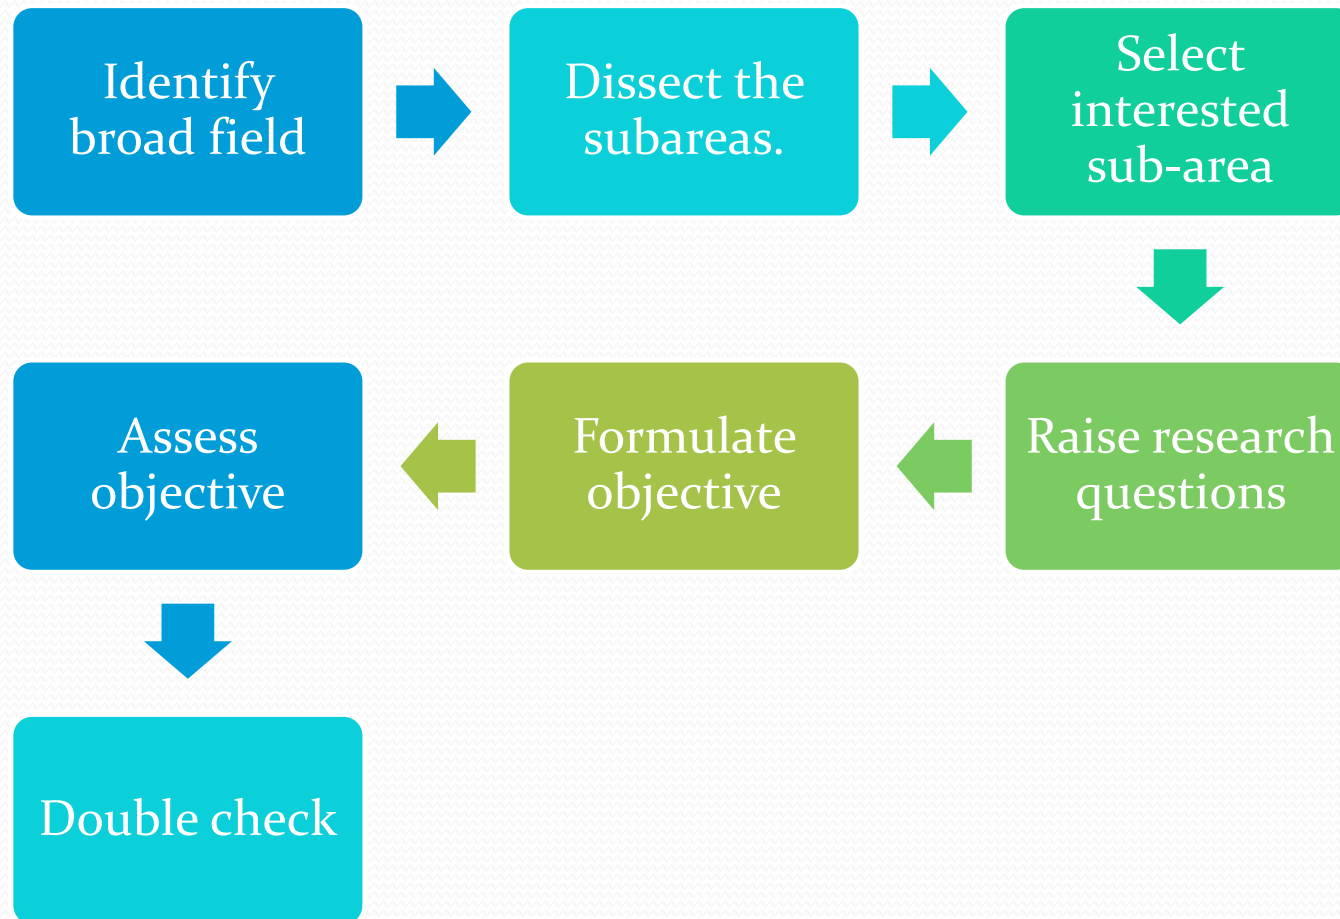 Identify
broad field
Dissect the
subareas.
Select
interested
sub-area
Raise research
questions
Formulate
objective
Assess
objective
Double check